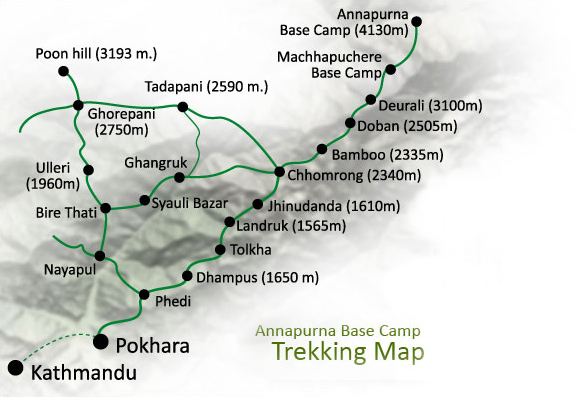 Annapurna
Base Camp (4130m)
Poon hill (3193 m.)
Machhapuchere
Base Camp
Tadapani (2590 m.)
Deurali (3100m)
Ghorepani
(2750m)
Doban (2505m)
Bamboo (2335m)
Ulleri
(1960m)
Ghangruk
Chhomrong (2340m)
Syauli Bazar
Jhinudanda (1610m)
Bire Thati
Landruk (1565m)
Tolkha
Nayapul
Dhampus (1650 m)
Phedi
Annapurna Base Camp
Trekking Map
Pokhara
Kathmandu